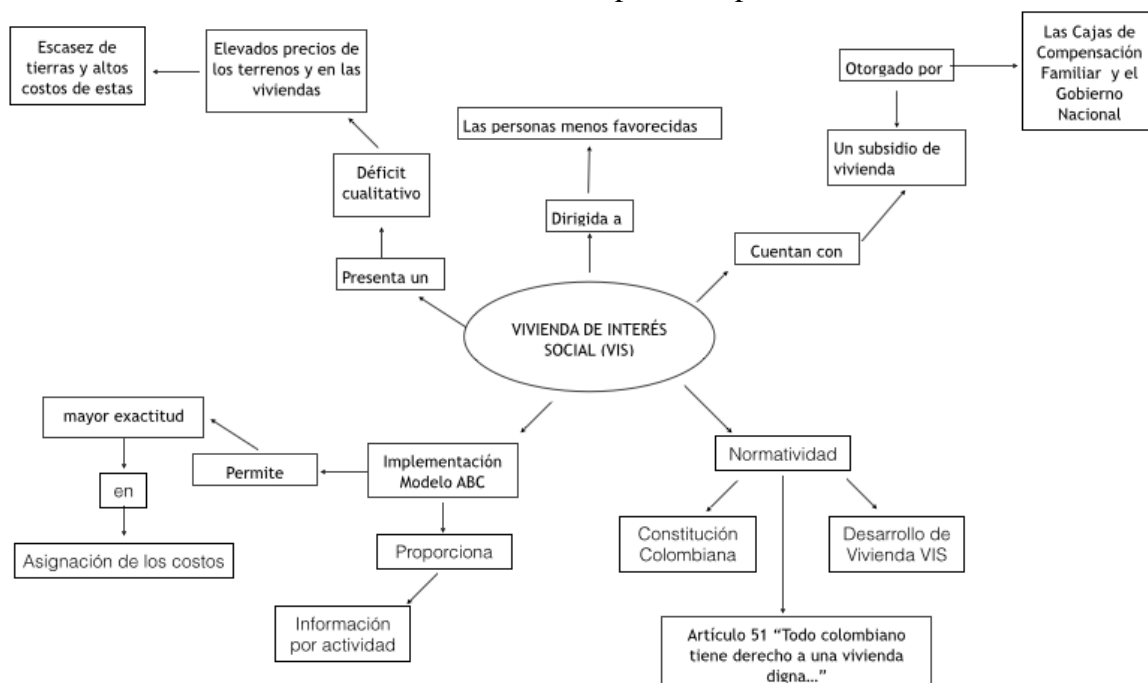 Escasez de
tierras y altos
costos de estas
Elevados precios de
los terrenos y en las
viviendas
Otorgado por
Las Cajas de
Compensación
Familiar y el
Gobierno
Nacional
Las personas menos favorecidas
Un subsidio de
vivienda
Déficit
cualitativo
Dirigida a
Cuentan con
Presenta un
VIVIENDA DE INTERÉS
SOCIAL (VIS)
mayor exactitud
Permite
Implementación
Modelo ABC
Normatividad
en
Asignación de los costos
Proporciona
Constitución
Colombiana
Desarrollo de
Vivienda VIS
Información
por actividad
Artículo 51 “Todo colombiano
tiene derecho a una vivienda
digna...”